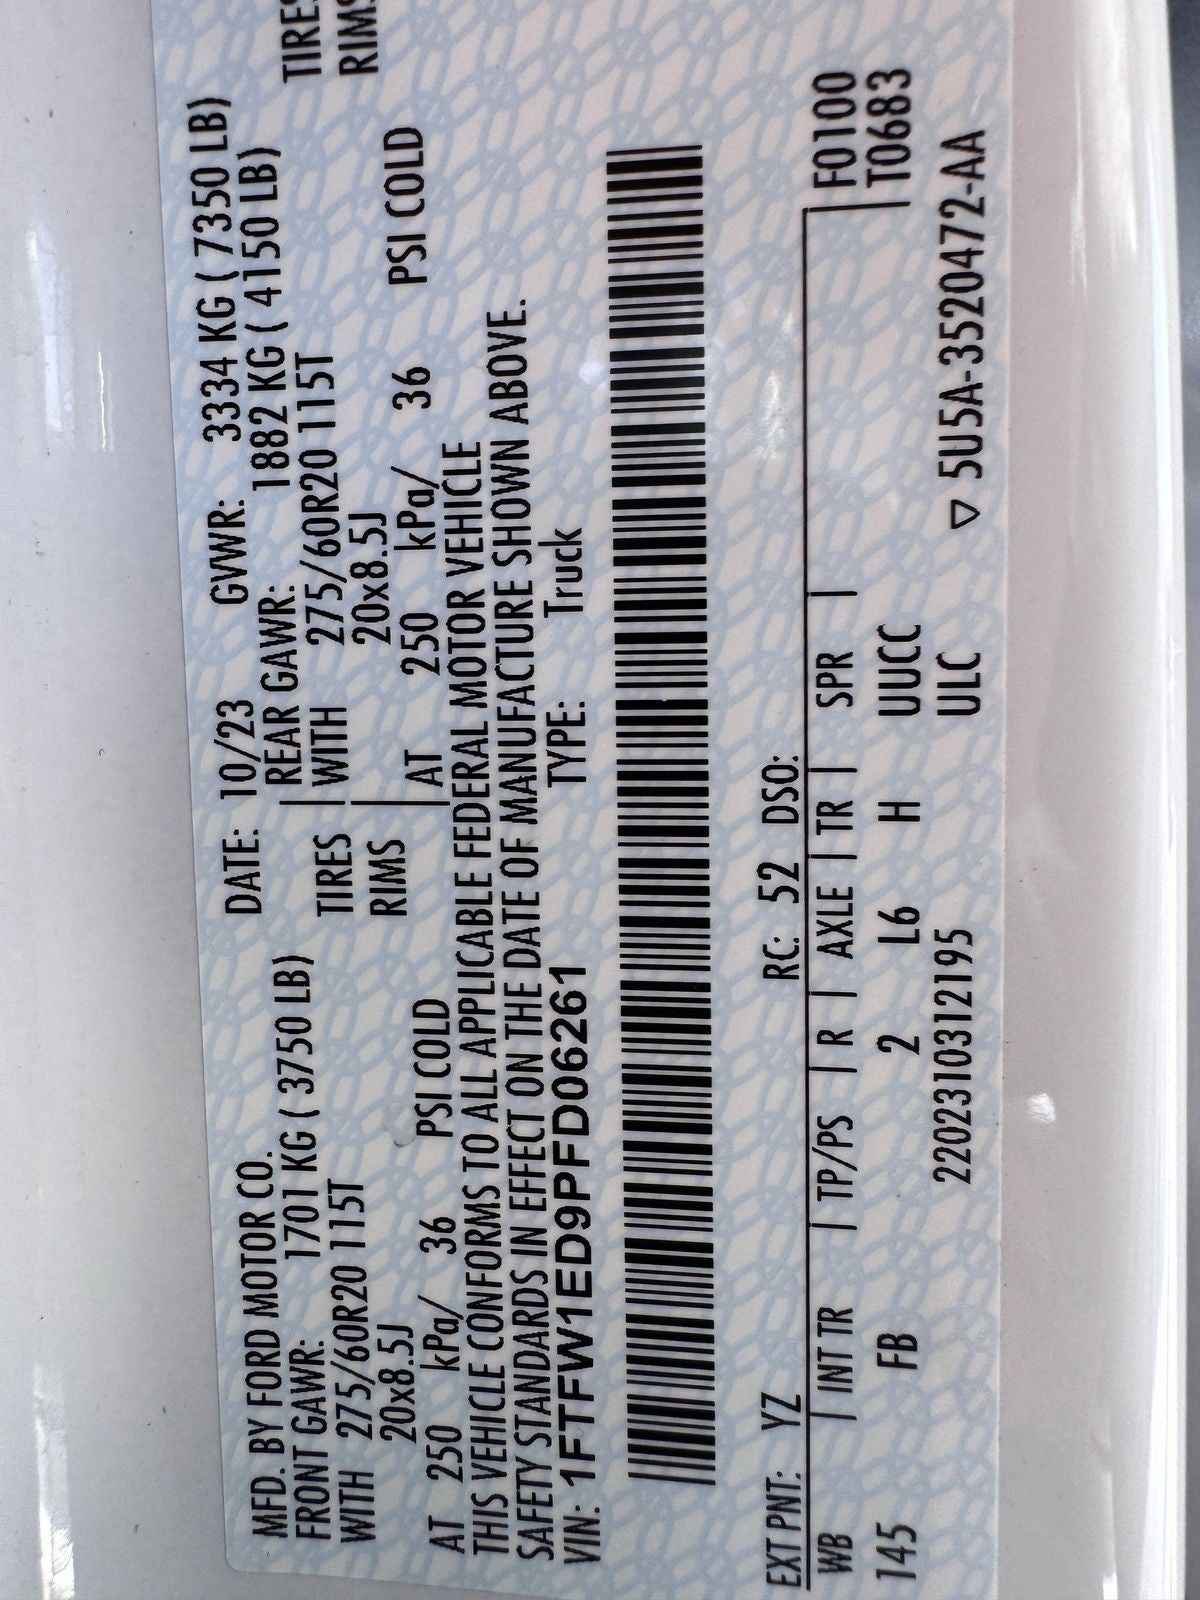 MFD. BY FORD MOTOR CO. DATE: 10/23 GVWR: 3334 KG ( 7350 LB)
FRONT GAWR: 1701 KG ( 3750 LB) REAR GAWR: 1882 KG ( 4150 LB)
WITH 275/60R20 115T TIRES WITH 275/60R20 115T TIRES
20x8.5J RIMS 20x8.5J RIMS
AT 250 kPa/ 36 PSI COLD AT 250 kPa/ 36 PSI COLD
THIS VEHICLE CONFORMS TO ALL APPLICABLE FEDERAL MOTOR VEHICLE
SAFETY STANDARDS IN EFFECT ON THE DATE OF MANUFACTURE SHOWN ABOVE.
VIN: 1FTFW1ED9PFD06261 TYPE: Truck
EXT PNT: YZ RC: 52 DSO:
WB | INT TR | TP/PS | R | AXLE | TR | SPR | F0100
145 FB 2 L6 H UUCC T0683
2202310312195 ULC ▽ 5U5A-3520472-AA